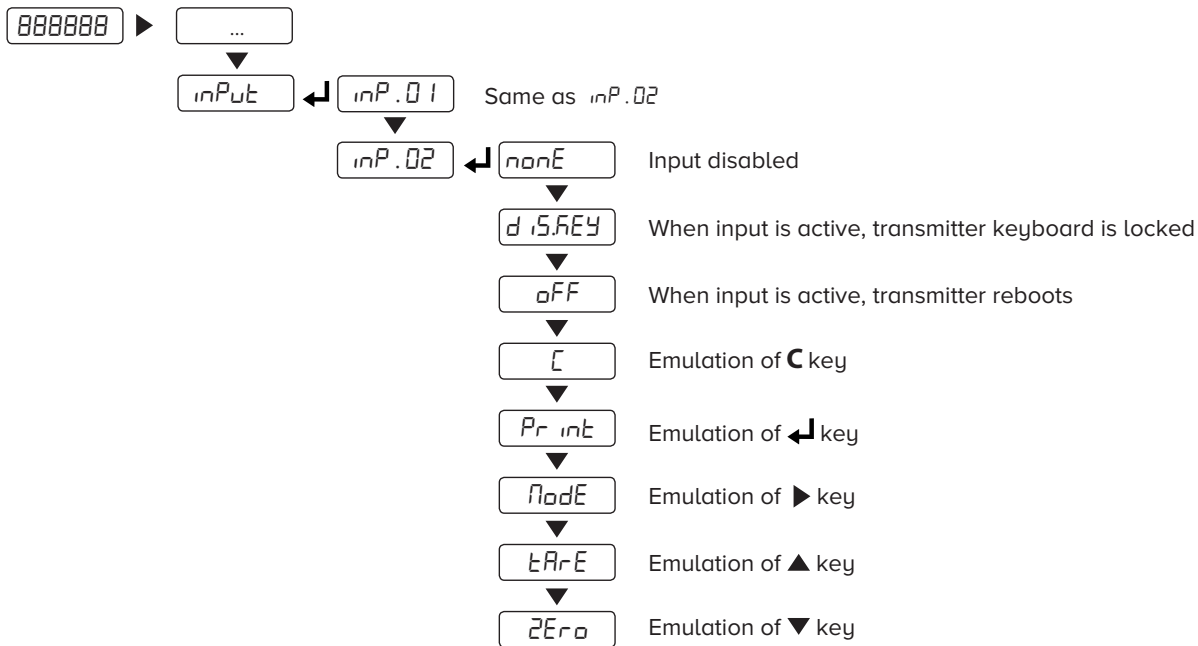 888888 ...
inPut inP.01 Same as inP.02
inP.02 nonE Input disabled
diS.KEY When input is active, transmitter keyboard is locked
oFF When input is active, transmitter reboots
C Emulation of C key
Print Emulation of key
ModE Emulation of key
tArE Emulation of key
ZEro Emulation of key